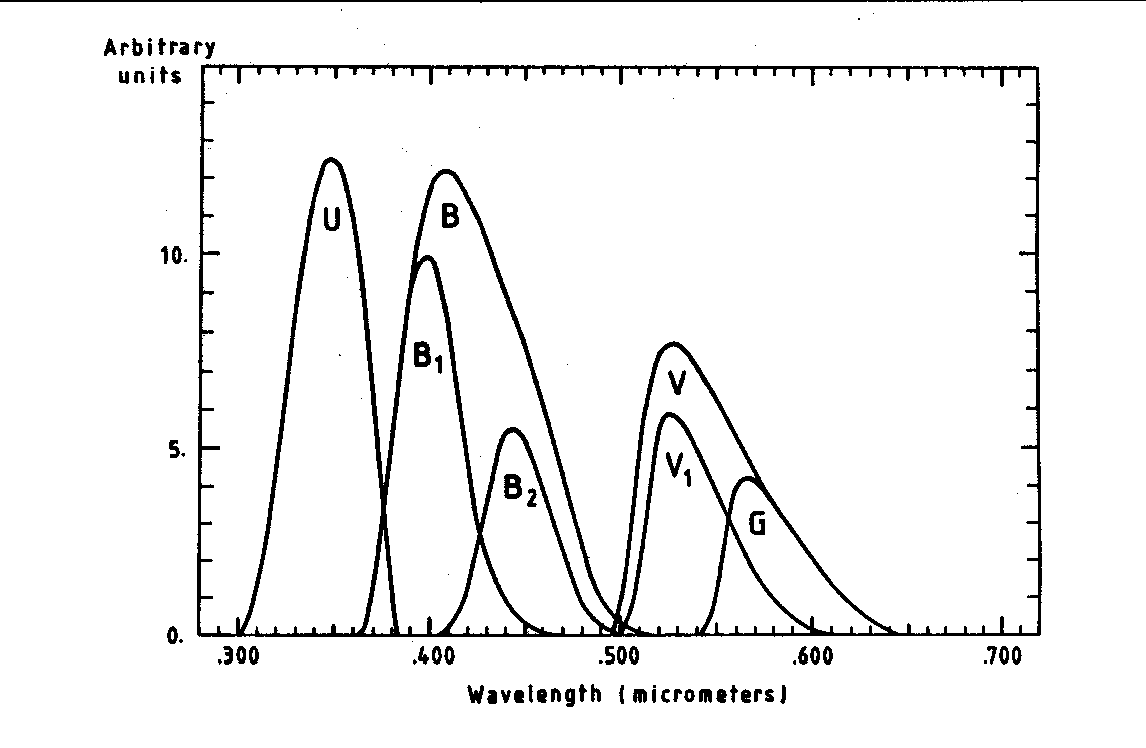 Arbitrary
units
U
B
10.
B1
V
5.
V1
B2
G
0.
.300 .400 .500 .600 .700
Wavelength (micrometers)